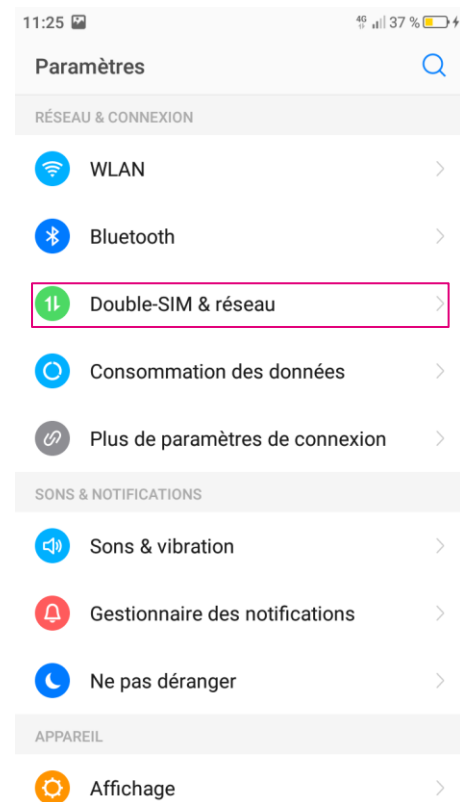 11:25 4G 37 %
Paramètres
RÉSEAU & CONNEXION
WLAN
Bluetooth
Double-SIM & réseau
Consommation des données
Plus de paramètres de connexion
SONS & NOTIFICATIONS
Sons & vibration
Gestionnaire des notifications
Ne pas déranger
APPAREIL
Affichage